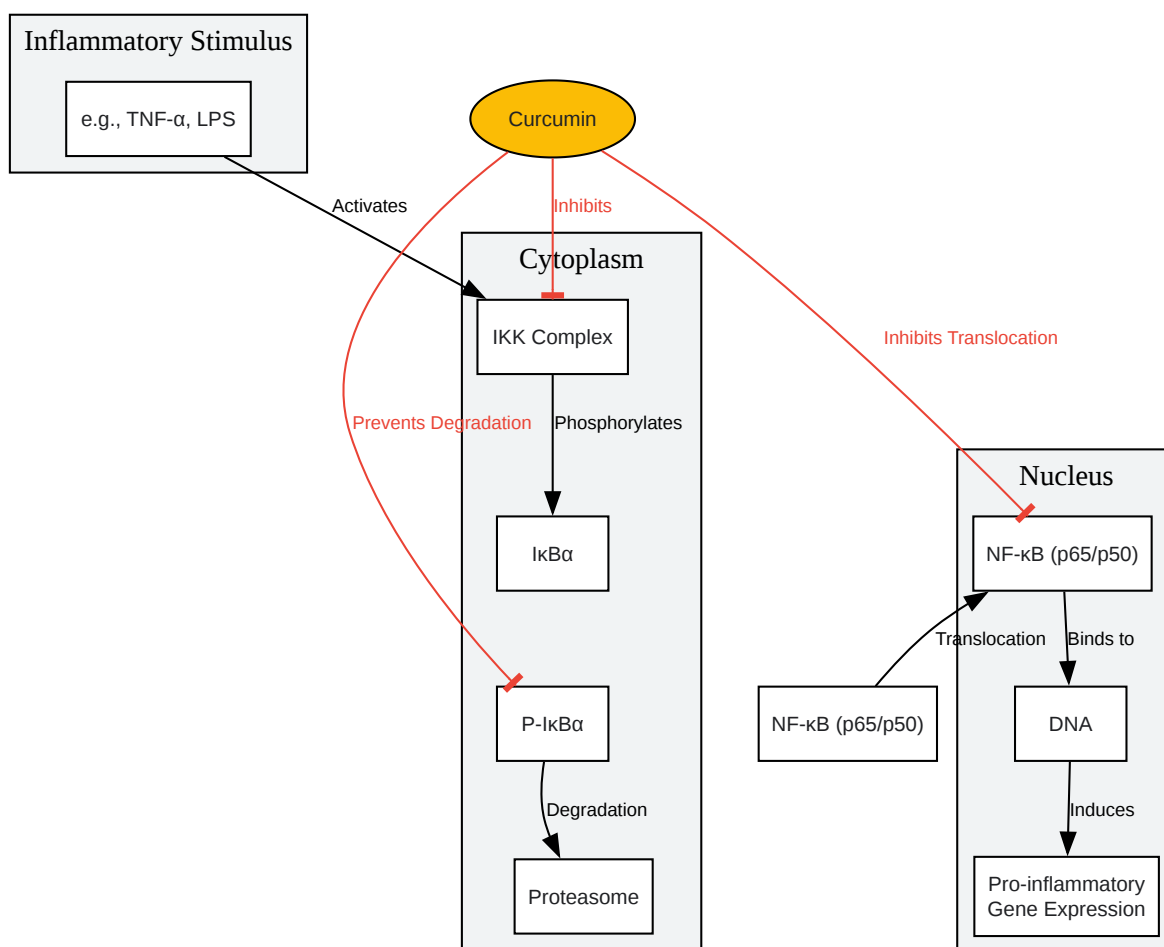 Inflammatory Stimulus
e.g., TNF-α, LPS
Curcumin
Activates
Inhibits
Cytoplasm
IKK Complex
Inhibits Translocation
Prevents Degradation
Phosphorylates
Nucleus
IκBα
NF-κB (p65/p50)
Translocation
Binds to
P-IκBα
NF-κB (p65/p50)
DNA
Degradation
Induces
Proteasome
Pro-inflammatory
Gene Expression